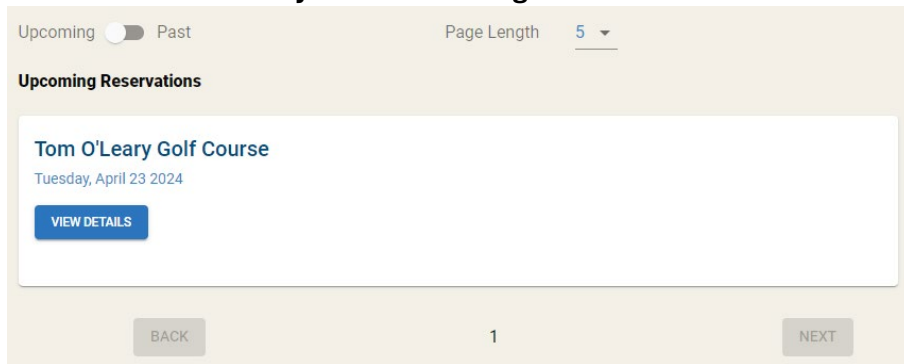 Upcoming Past Page Length 5
Upcoming Reservations
Tom O'Leary Golf Course
Tuesday, April 23 2024
VIEW DETAILS
BACK 1 NEXT